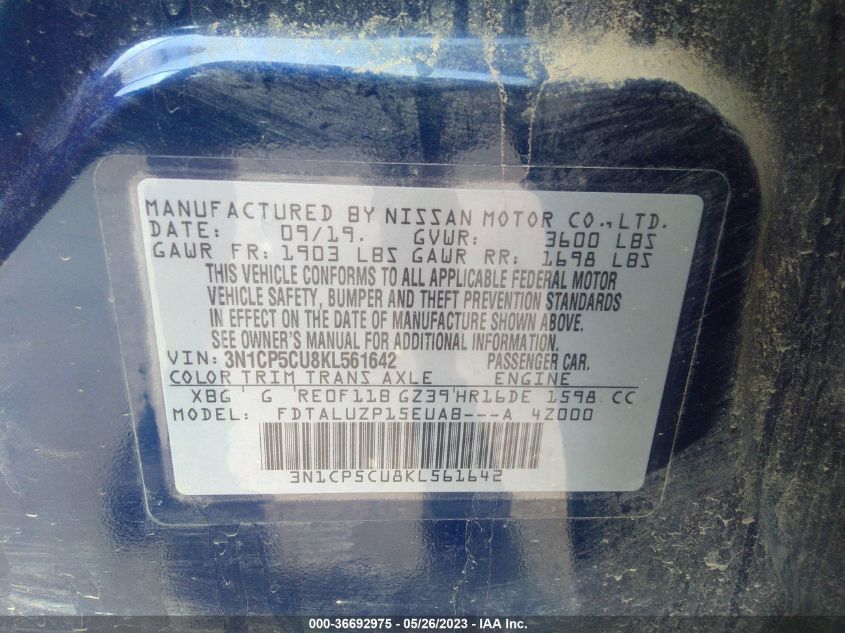 MANUFACTURED BY NISSAN MOTOR CO., LTD.
DATE: 09/19. GVWR: 3600 LBS
GAWR FR: 1903 LBS GAWR RR: 1698 LBS
THIS VEHICLE CONFORMS TO ALL APPLICABLE FEDERAL MOTOR
VEHICLE SAFETY, BUMPER AND THEFT PREVENTION STANDARDS
IN EFFECT ON THE DATE OF MANUFACTURE SHOWN ABOVE.
SEE OWNER'S MANUAL FOR ADDITIONAL INFORMATION.
VIN: 3N1CP5CU8KL561642 PASSENGER CAR.
COLOR TRIM TRANS AXLE ENGINE
XBG G RE0F11B GZ39 HR16DE 1598 CC
MODEL: FDTALUZP15EUA8---A 4Z000
3N1CP5CU8KL561642
000-36692975 - 05/26/2023 - IAA Inc.